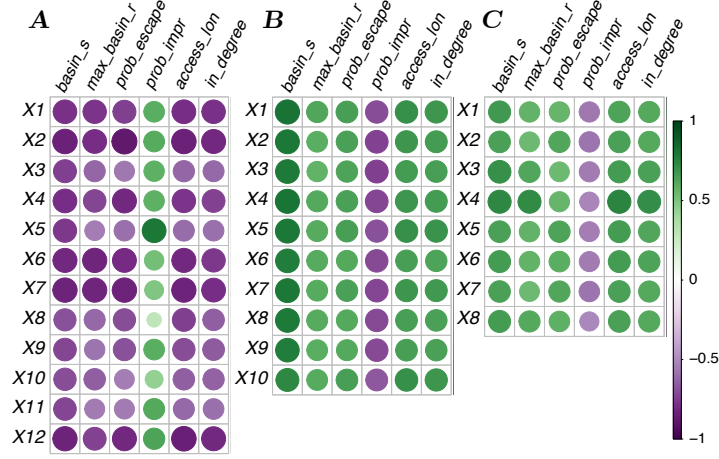 A
basin_s
max_basin_r
prob_escape
prob_impr
access_lon
in_degree
X1
X2
X3
X4
X5
X6
X7
X8
X9
X10
X11
X12
B
basin_s
max_basin_r
prob_escape
prob_impr
access_lon
in_degree
X1
X2
X3
X4
X5
X6
X7
X8
X9
X10
C
basin_s
max_basin_r
prob_escape
prob_impr
access_lon
in_degree
X1
X2
X3
X4
X5
X6
X7
X8
1
0.5
0
−0.5
−1